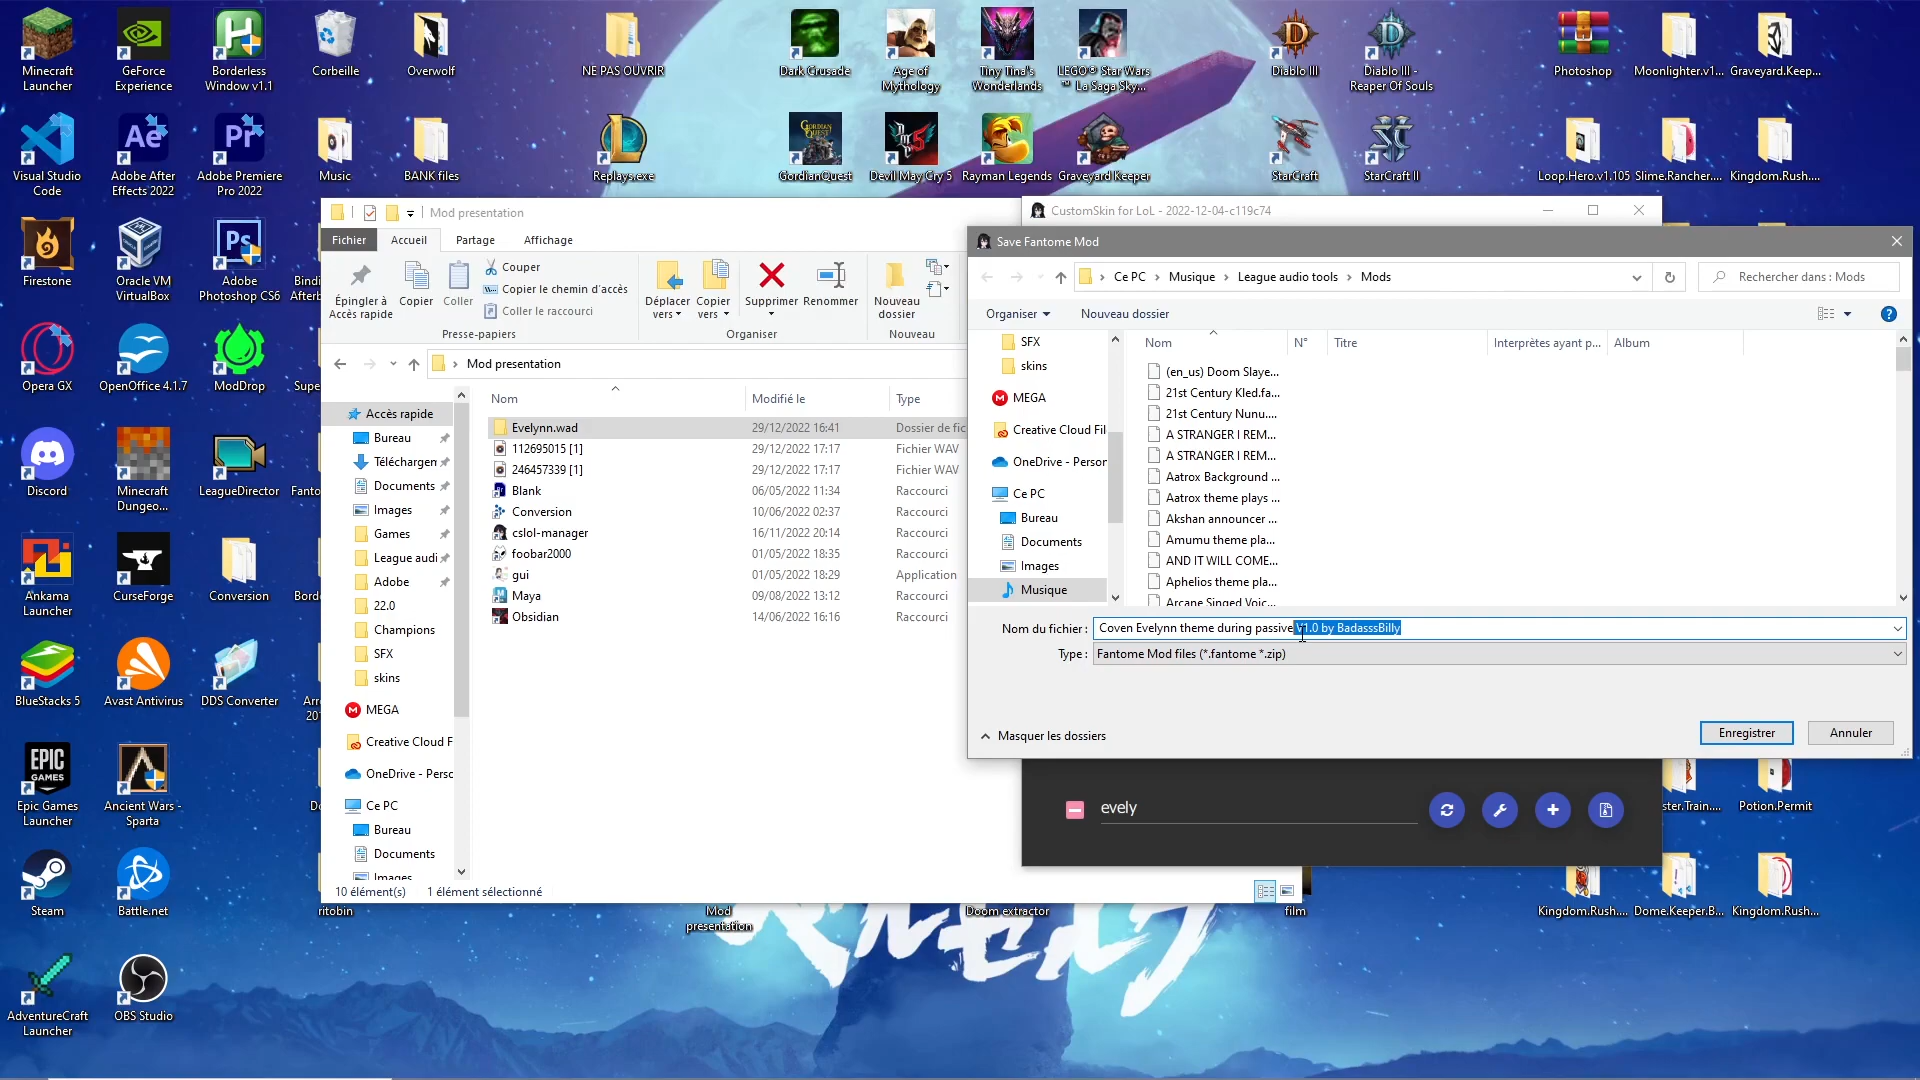 Minecraft
Launcher
GeForce
Experience
Borderless
Window v1.1
Corbeille
Overwolf
NE PAS OUVRIR
Dark Crusade
Age of
Mythology
Tiny Tina's
Wonderlands
LEGO® Star Wars
™ La Saga Sky...
Diablo III
Diablo III -
Reaper Of Souls
Photoshop
Moonlighter.v1...
Graveyard.Keep...
Visual Studio
Code
Adobe After
Effects 2022
Adobe Premiere
Pro 2022
Music
BANK files
Replays.exe
GordianQuest
Devil May Cry 5
Rayman Legends
Graveyard Keeper
StarCraft
StarCraft II
Loop.Hero.v1.105
Slime.Rancher....
Kingdom.Rush....
Firestone
Oracle VM
VirtualBox
Adobe
Photoshop CS6
Opera GX
OpenOffice 4.1.7
ModDrop
Discord
Minecraft
Dungeo...
LeagueDirector
Ankama
Launcher
CurseForge
Conversion
BlueStacks 5
Avast Antivirus
DDS Converter
Epic Games
Launcher
Ancient Wars -
Sparta
Steam
Battle.net
ritobin
AdventureCraft
Launcher
OBS Studio
Mod
presentation
Doom extractor
film
ster.Train....
Potion.Permit
Kingdom.Rush....
Dome.Keeper.B...
Kingdom.Rush....
Mod presentation
Fichier
Accueil
Partage
Affichage
Épingler à
Accès rapide
Copier
Coller
Couper
Copier le chemin d'accès
Coller le raccourci
Presse-papiers
Déplacer
vers
Copier
vers
Supprimer
Renommer
Organiser
Nouveau
dossier
Nouveau
Mod presentation
Nom
Modifié le
Type
Accès rapide
Bureau
Téléchargen
Documents
Images
Games
League audi
Adobe
22.0
Champions
SFX
skins
MEGA
Creative Cloud F
OneDrive - Perso
Ce PC
Bureau
Documents
Images
Evelynn.wad 29/12/2022 16:41 Dossier de fic
112695015 [1] 29/12/2022 17:17 Fichier WAV
246457339 [1] 29/12/2022 17:17 Fichier WAV
Blank 06/05/2022 11:34 Raccourci
Conversion 10/06/2022 02:37 Raccourci
cslol-manager 16/11/2022 20:14 Raccourci
foobar2000 01/05/2022 18:35 Raccourci
gui 01/05/2022 18:29 Application
Maya 09/08/2022 13:12 Raccourci
Obsidian 14/06/2022 16:16 Raccourci
10 élément(s) 1 élément sélectionné
CustomSkin for LoL - 2022-12-04-c119c74
Save Fantome Mod
Ce PC > Musique > League audio tools > Mods
Rechercher dans : Mods
Organiser
Nouveau dossier
SFX
skins
MEGA
Creative Cloud Fil
OneDrive - Person
Ce PC
Bureau
Documents
Images
Musique
Nom
N°
Titre
Interprètes ayant p...
Album
(en_us) Doom Slaye...
21st Century Kled.fa...
21st Century Nunu....
A STRANGER I REM...
A STRANGER I REM...
Aatrox Background ...
Aatrox theme plays ...
Akshan announcer ...
Amumu theme pla...
AND IT WILL COME...
Aphelios theme pla...
Arcane Singed Voic...
Nom du fichier : Coven Evelynn theme during passive V1.0 by BadasssBilly
Type : Fantome Mod files (*.fantome *.zip)
Masquer les dossiers
Enregistrer
Annuler
evely